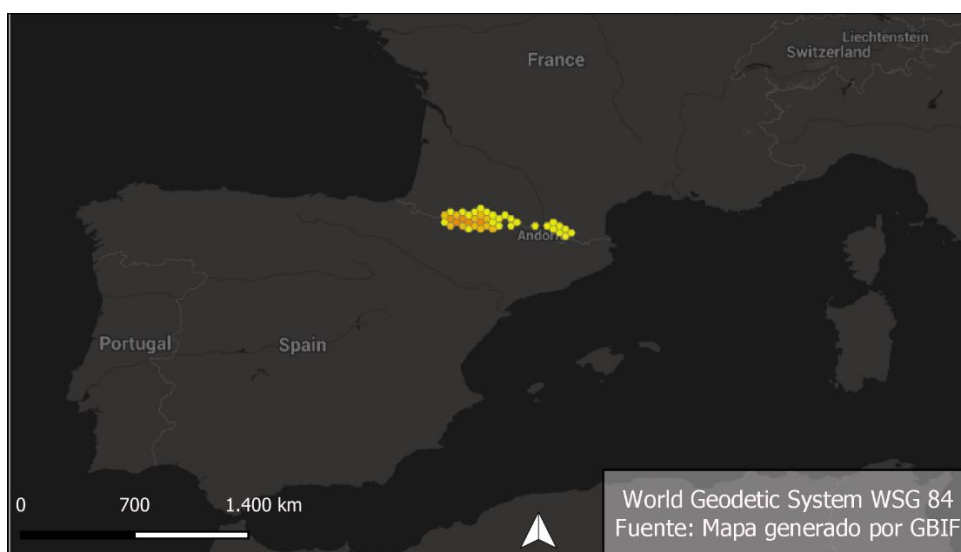 Liechtenstein
Switzerland
France
Andorr
Portugal
Spain
0 700 1.400 km
World Geodetic System WSG 84
Fuente: Mapa generado por GBIF